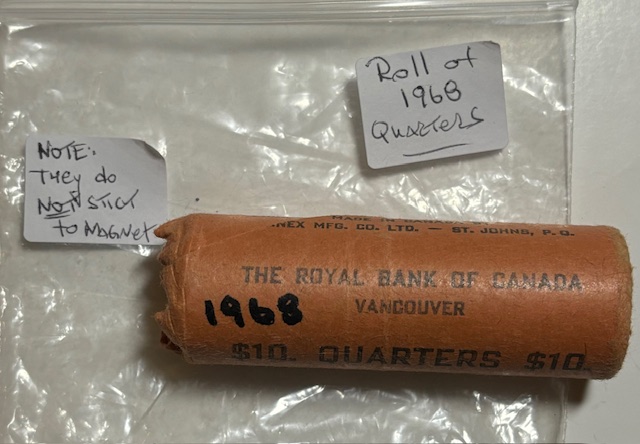 Roll of
1968
Quarters
NOTE:
They do
NOT STICK
to MAGNET
NEX MFG. CO. LTD. — ST. JOHNS, P. Q.
THE ROYAL BANK OF CANADA
VANCOUVER
1968
$10. QUARTERS $10.